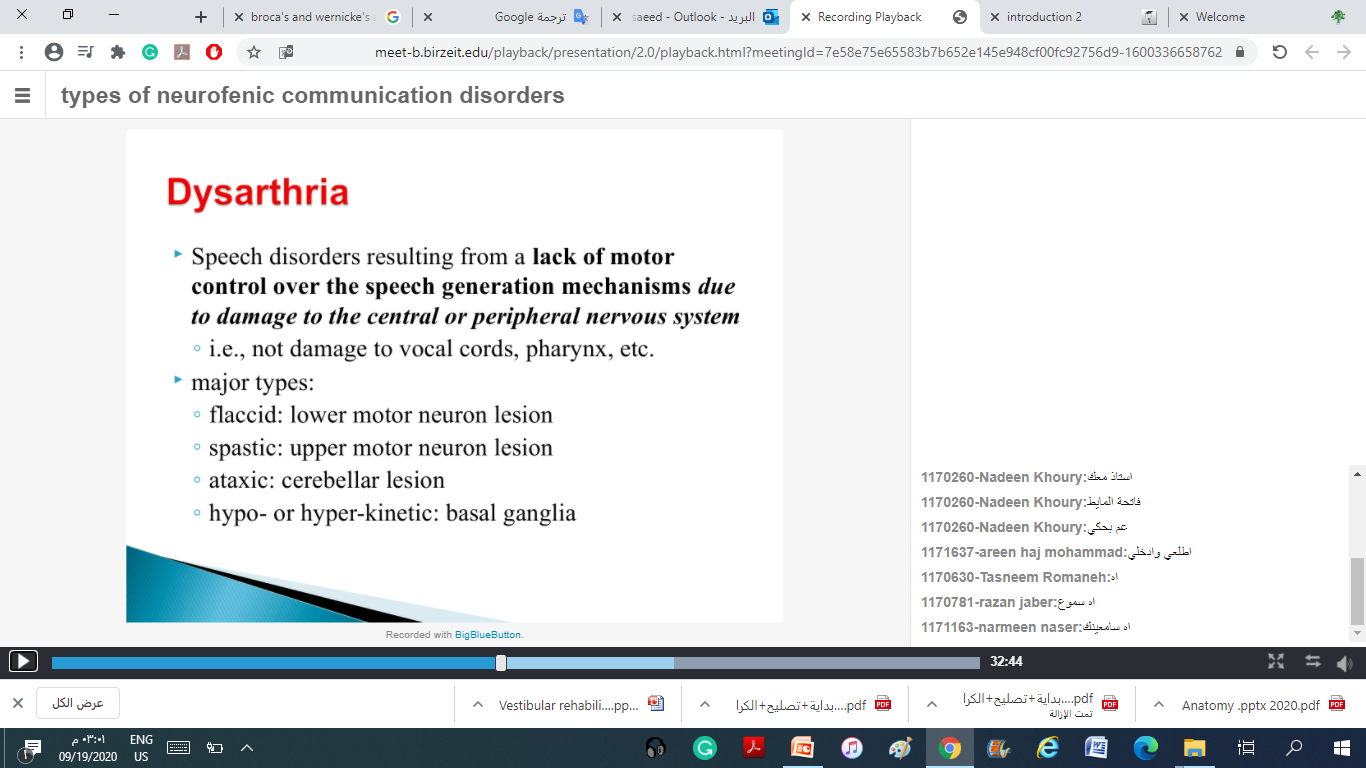 broca's and wernicke's a
ترجمة Google
saeed - Outlook - البريد
Recording Playback
introduction 2
Welcome
meet-b.birzeit.edu/playback/presentation/2.0/playback.html?meetingId=7e58e75e65583b7b652e145e948cf00fc92756d9-1600336658762
types of neurofenic communication disorders
Dysarthria
Speech disorders resulting from a lack of motor
control over the speech generation mechanisms due
to damage to the central or peripheral nervous system
i.e., not damage to vocal cords, pharynx, etc.
major types:
flaccid: lower motor neuron lesion
spastic: upper motor neuron lesion
ataxic: cerebellar lesion
hypo- or hyper-kinetic: basal ganglia
1170260-Nadeen Khoury:استاذ معك
1170260-Nadeen Khoury:فاتحة المايط
1170260-Nadeen Khoury:عم بحكي
1171637-areen haj mohammad:اطلعي وادخلي
1170630-Tasneem Romaneh:اه
1170781-razan jaber:اه سموع
1171163-narmeen naser:اه سامعينك
Recorded with BigBlueButton.
32:44
عرض الكل
Vestibular rehabili....pp...
بداية+تصليح+الكرا....pdf
بداية+تصليح+الكرا....pdf
تمت الإزالة
Anatomy .pptx 2020.pdf
٠٣:٠١ م
09/19/2020
ENG
US
1